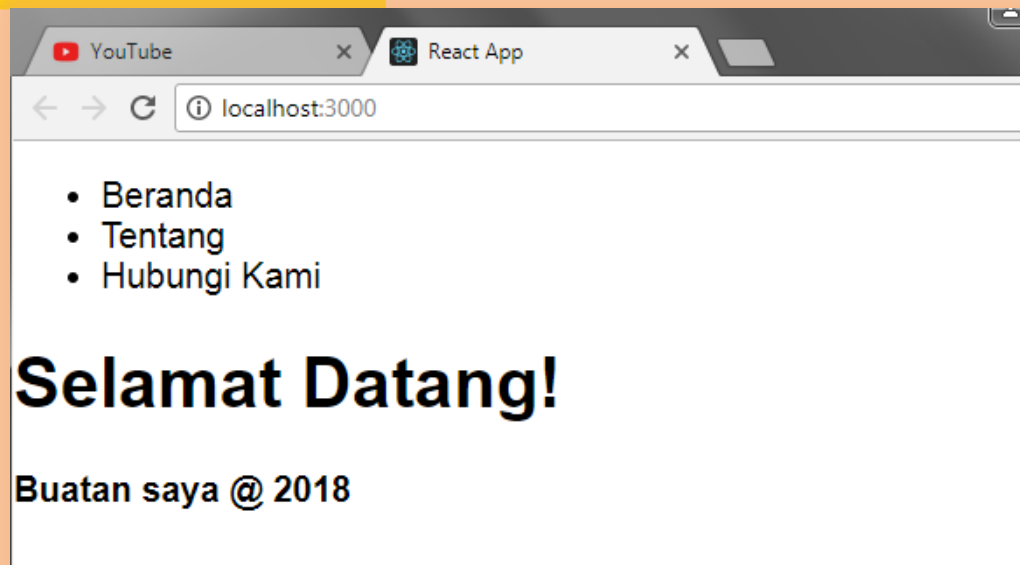 YouTube
React App
localhost:3000
Beranda
Tentang
Hubungi Kami
Selamat Datang!
Buatan saya @ 2018